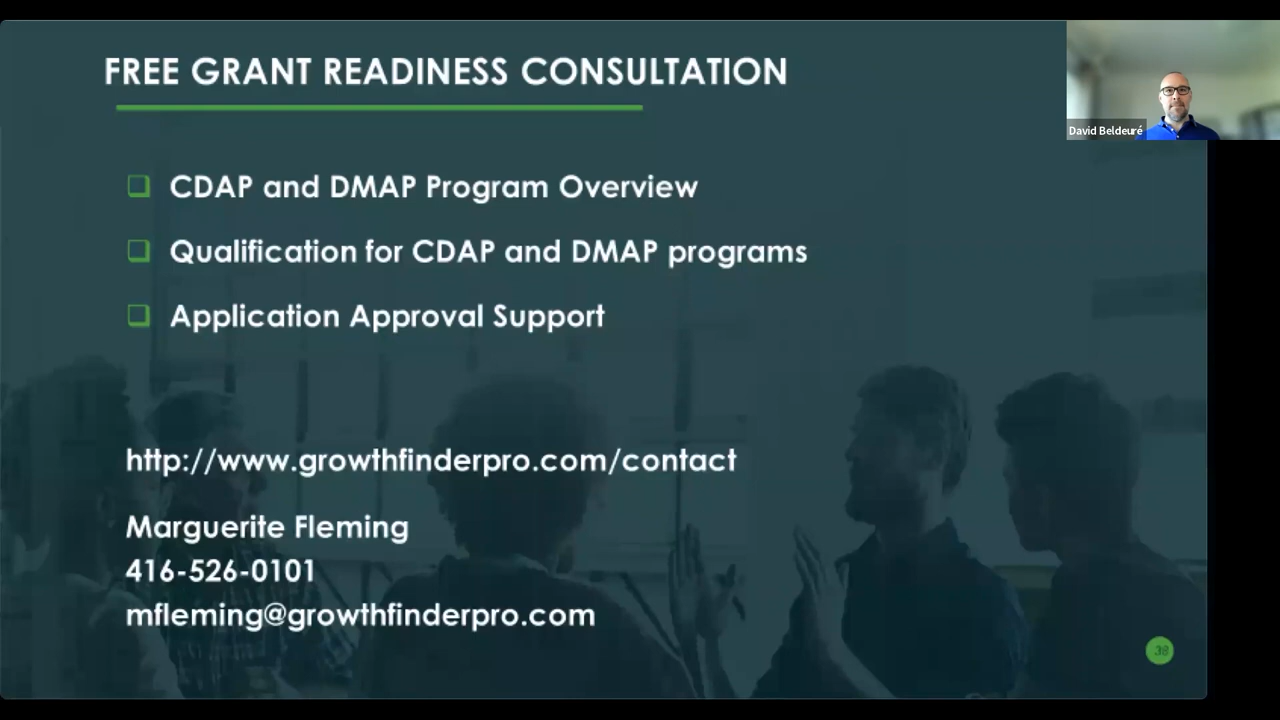 FREE GRANT READINESS CONSULTATION
David Beldeuré
CDAP and DMAP Program Overview
Qualification for CDAP and DMAP programs
Application Approval Support
http://www.growthfinderpro.com/contact
Marguerite Fleming
416-526-0101
mfleming@growthfinderpro.com
38